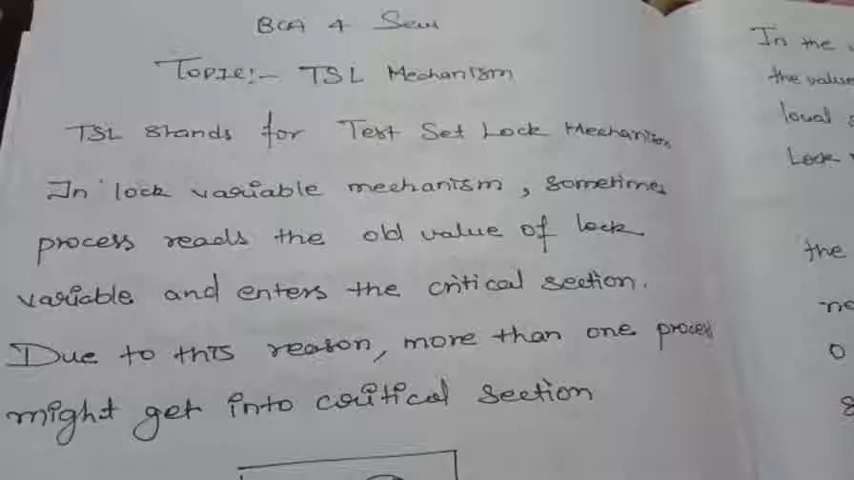 BCA 4 Sem
Topic:- TSL Mechanism
TSL stands for Test Set Lock Mechanism
In lock variable mechanism, sometimes
process reads the old value of lock
variable and enters the critical section.
Due to this reason, more than one process
might get into critical section
In the
the value
Lock
the
0